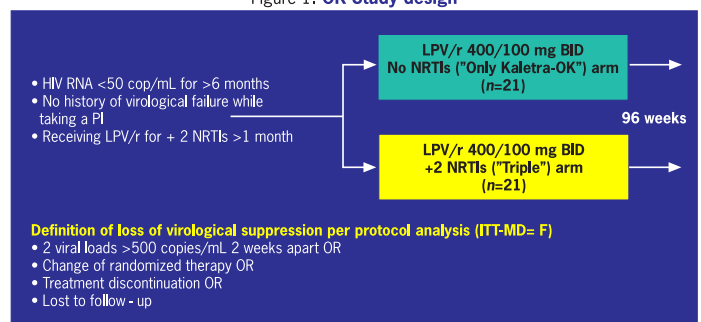 Figure 1. OK Study design
• HIV RNA <50 cop/mL for >6 months
• No history of virological failure while
taking a PI
• Receiving LPV/r for + 2 NRTIs >1 month
LPV/r 400/100 mg BID
No NRTIs ("Only Kaletra-OK") arm
(n=21)
96 weeks
LPV/r 400/100 mg BID
+2 NRTIs ("Triple") arm
(n=21)
Definition of loss of virological suppression per protocol analysis (ITT-MD= F)
• 2 viral loads >500 copies/mL 2 weeks apart OR
• Change of randomized therapy OR
• Treatment discontinuation OR
• Lost to follow - up